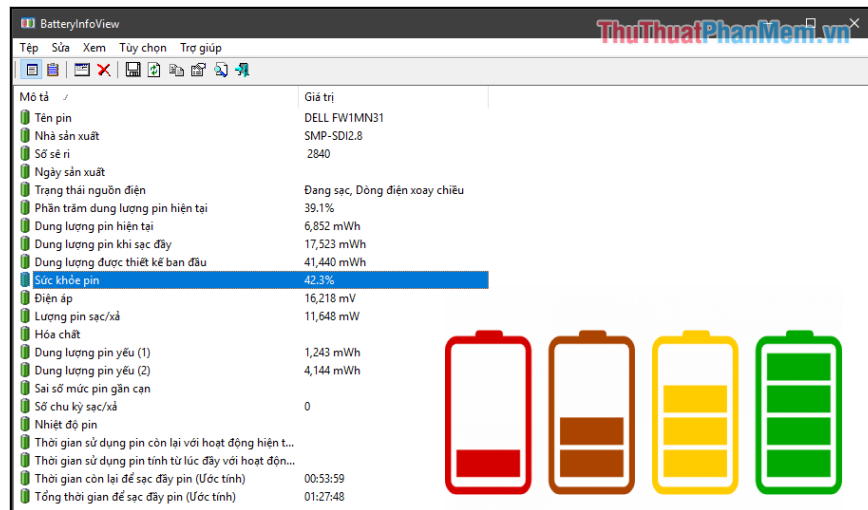 BatteryInfoView
ThuThuatPhanMem.vn
Tệp Sửa Xem Tùy chọn Trợ giúp
Mô tả Giá trị
Tên pin DELL FW1MN31
Nhà sản xuất SMP-SDI2.8
Số sê ri 2840
Ngày sản xuất
Trạng thái nguồn điện Đang sạc, Dòng điện xoay chiều
Phần trăm dung lượng pin hiện tại 39.1%
Dung lượng pin hiện tại 6,852 mWh
Dung lượng pin khi sạc đầy 17,523 mWh
Dung lượng được thiết kế ban đầu 41,440 mWh
Sức khỏe pin 42.3%
Điện áp 16,218 mV
Lượng pin sạc/xả 11,648 mW
Hóa chất
Dung lượng pin yếu (1) 1,243 mWh
Dung lượng pin yếu (2) 4,144 mWh
Sai số mức pin gần cạn
Số chu kỳ sạc/xả 0
Nhiệt độ pin
Thời gian sử dụng pin còn lại với hoạt động hiện t...
Thời gian sử dụng pin tính từ lúc đầy với hoạt độn...
Thời gian còn lại để sạc đầy pin (Ước tính) 00:53:59
Tổng thời gian để sạc đầy pin (Ước tính) 01:27:48